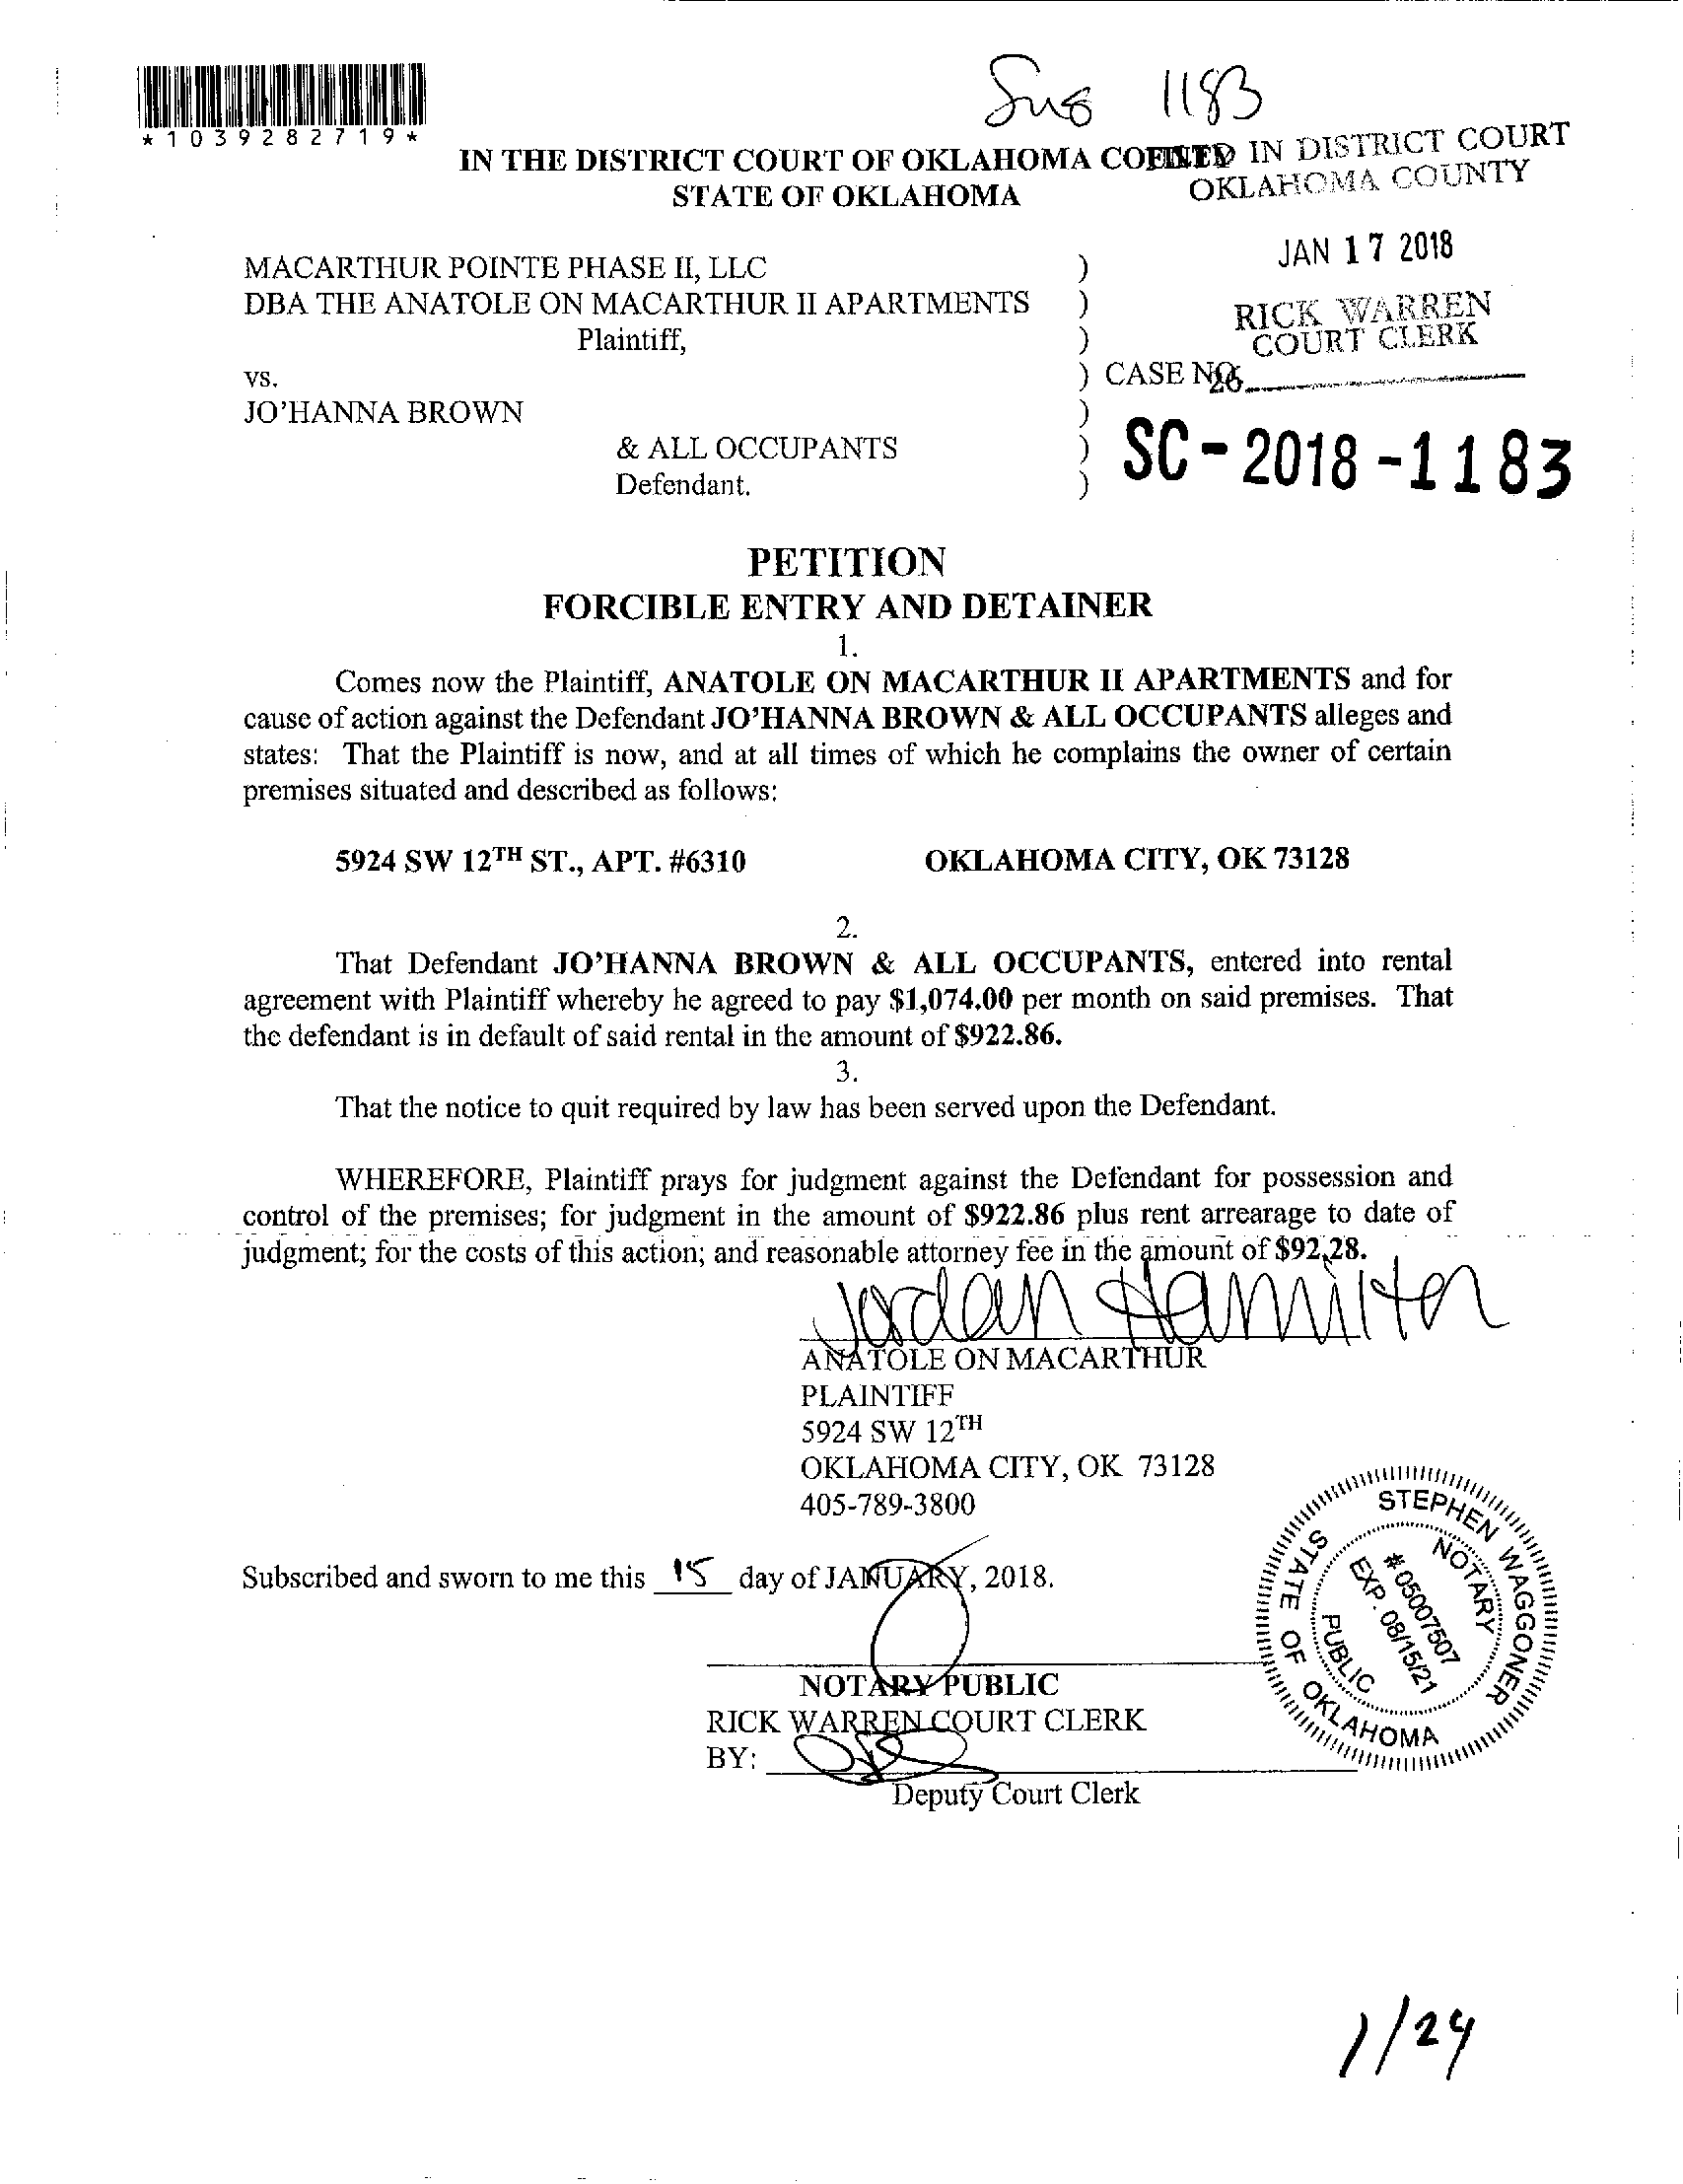 Sms 1183
*1039282719*
IN THE DISTRICT COURT OF OKLAHOMA
FILED IN DISTRICT COURT
STATE OF OKLAHOMA
OKLAHOMA COUNTY
JAN 17 2018
MACARTHUR POINTE PHASE II, LLC )
DBA THE ANATOLE ON MACARTHUR II APARTMENTS )
RICK WARREN
Plaintiff, )
COURT CLERK
vs. ) CASE NO.
26
JO'HANNA BROWN )
& ALL OCCUPANTS )
SC-2018-1183
Defendant. )
PETITION
FORCIBLE ENTRY AND DETAINER
1.
Comes now the Plaintiff, ANATOLE ON MACARTHUR II APARTMENTS and for
cause of action against the Defendant JO'HANNA BROWN & ALL OCCUPANTS alleges and
states: That the Plaintiff is now, and at all times of which he complains the owner of certain
premises situated and described as follows:
5924 SW 12TH ST., APT. #6310 OKLAHOMA CITY, OK 73128
2.
That Defendant JO'HANNA BROWN & ALL OCCUPANTS, entered into rental
agreement with Plaintiff whereby he agreed to pay $1,074.00 per month on said premises. That
the defendant is in default of said rental in the amount of $922.86.
3.
That the notice to quit required by law has been served upon the Defendant.
WHEREFORE, Plaintiff prays for judgment against the Defendant for possession and
control of the premises; for judgment in the amount of $922.86 plus rent arrearage to date of
judgment; for the costs of this action; and reasonable attorney fee in the amount of $92.28.
Jordan Hamilton
ANATOLE ON MACARTHUR
PLAINTIFF
5924 SW 12TH
OKLAHOMA CITY, OK 73128
405-789-3800
Subscribed and sworn to me this 15 day of JANUARY, 2018.
STEPHEN WAGGONER
NOTARY PUBLIC
# 05007507
EXP. 08/15/21
STATE OF OKLAHOMA
NOTARY PUBLIC
RICK WARREN COURT CLERK
BY:
Deputy Court Clerk
1/24